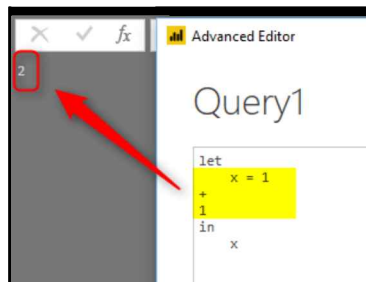 fx
Advanced Editor
2
Query1
let
x = 1
+
1
in
x